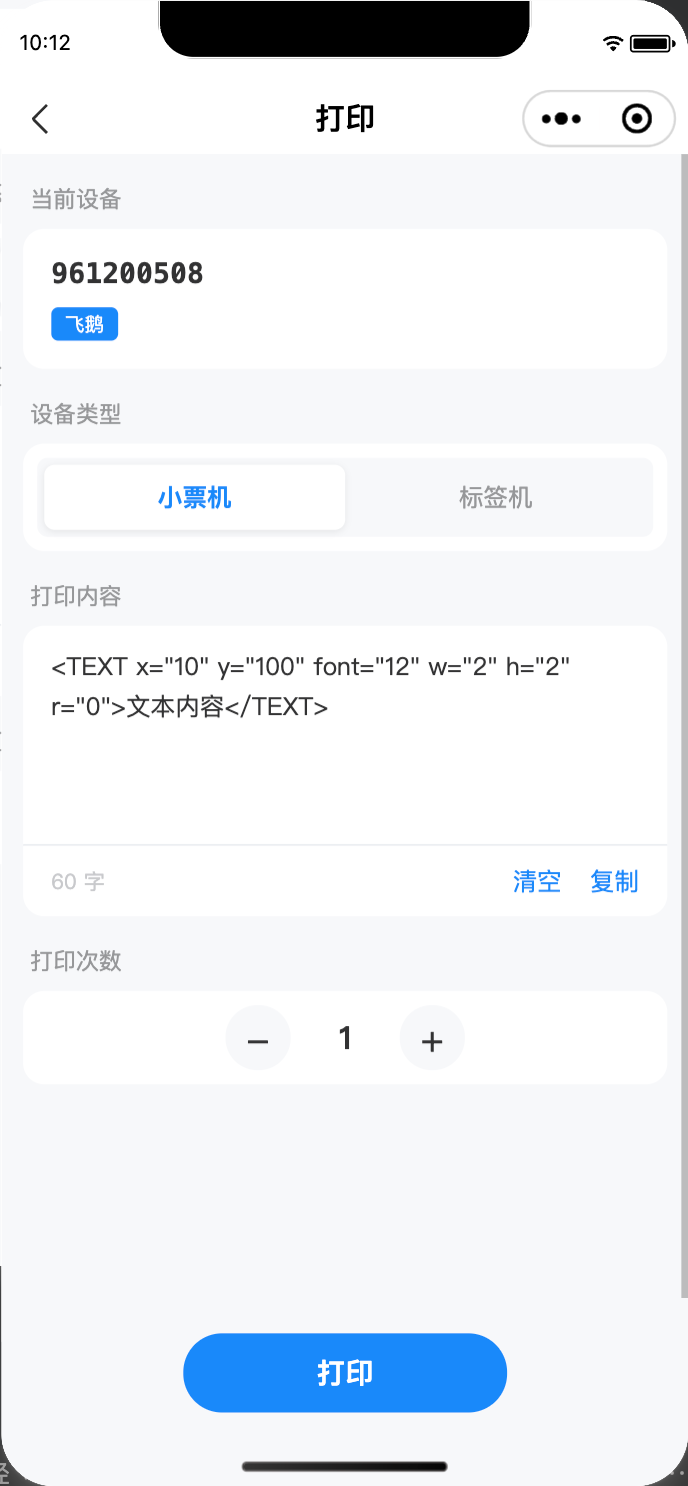 10:12
打印
当前设备
961200508
飞鹅
设备类型
小票机 标签机
打印内容
<TEXT x="10" y="100" font="12" w="2" h="2"
r="0">文本内容</TEXT>
60 字 清空 复制
打印次数
− 1 +
打印